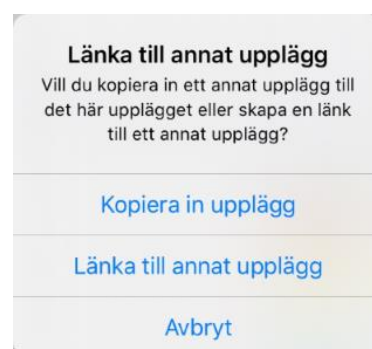 Länka till annat upplägg
Vill du kopiera in ett annat upplägg till
det här upplägget eller skapa en länk
till ett annat upplägg?
Kopiera in upplägg
Länka till annat upplägg
Avbryt